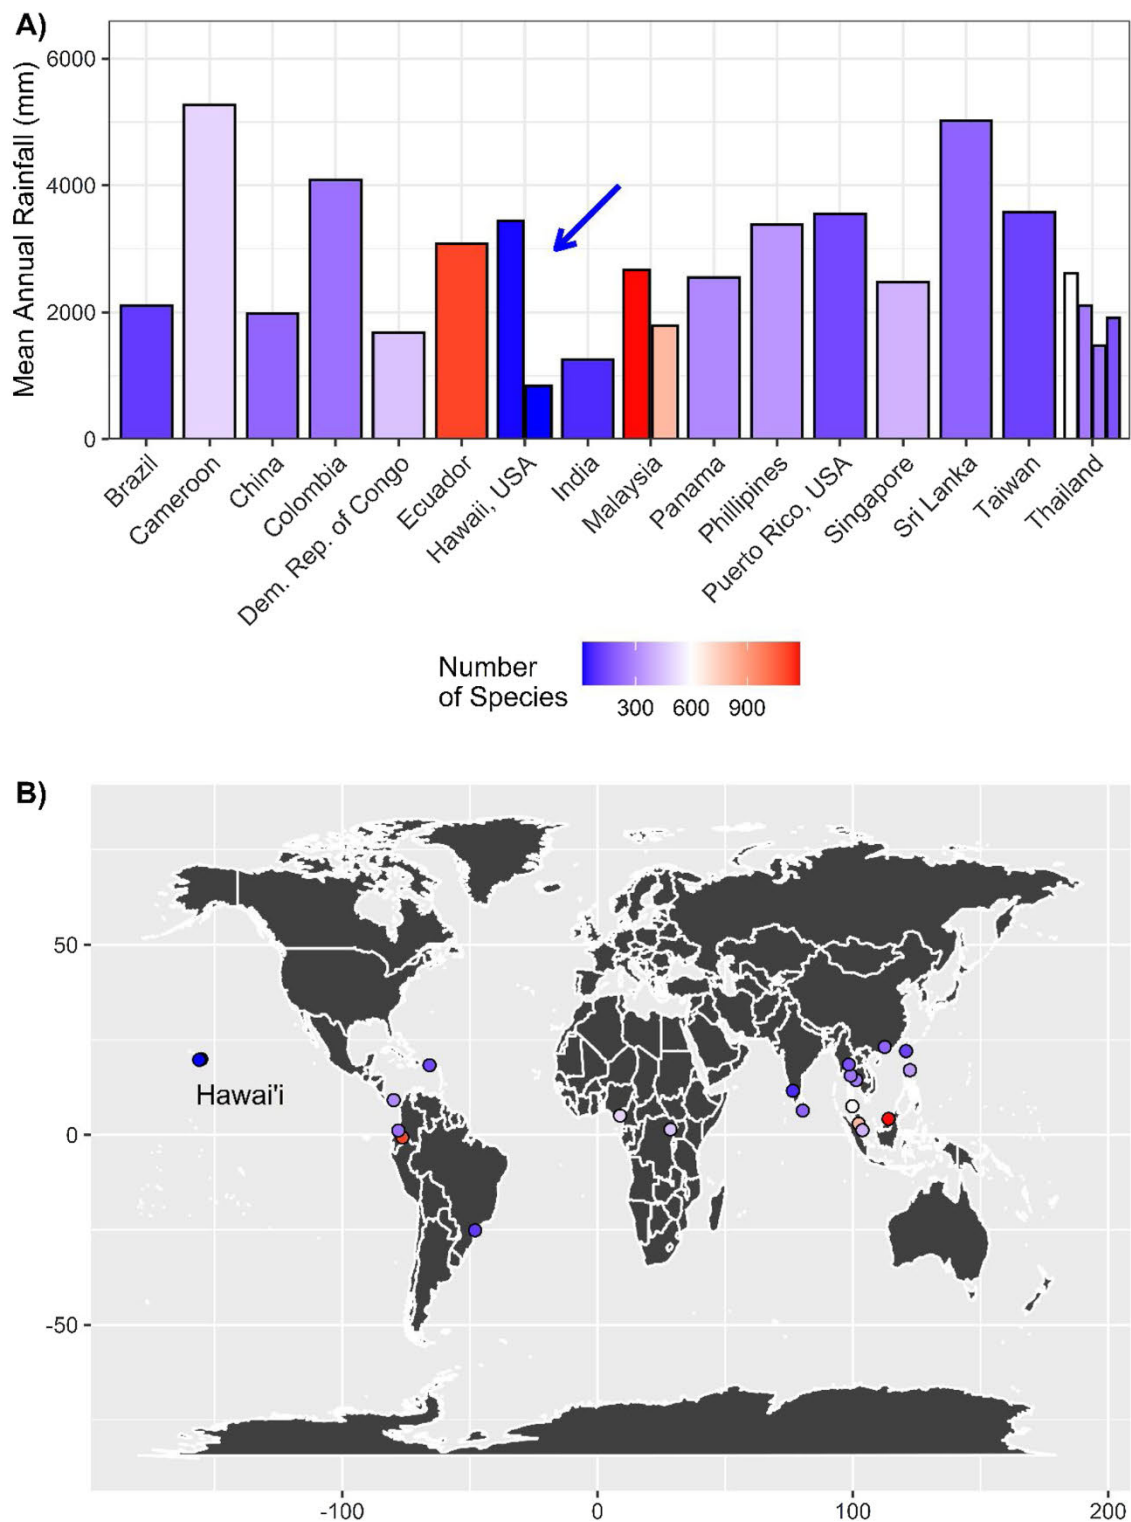 A)
Mean Annual Rainfall (mm)
6000
4000
2000
0
Brazil
Cameroon
China
Colombia
Dem. Rep. of Congo
Ecuador
Hawaii, USA
India
Malaysia
Panama
Phillipines
Puerto Rico, USA
Singapore
Sri Lanka
Taiwan
Thailand
Number
of Species
300 600 900
B)
50
0
-50
Hawai'i
-100 0 100 200